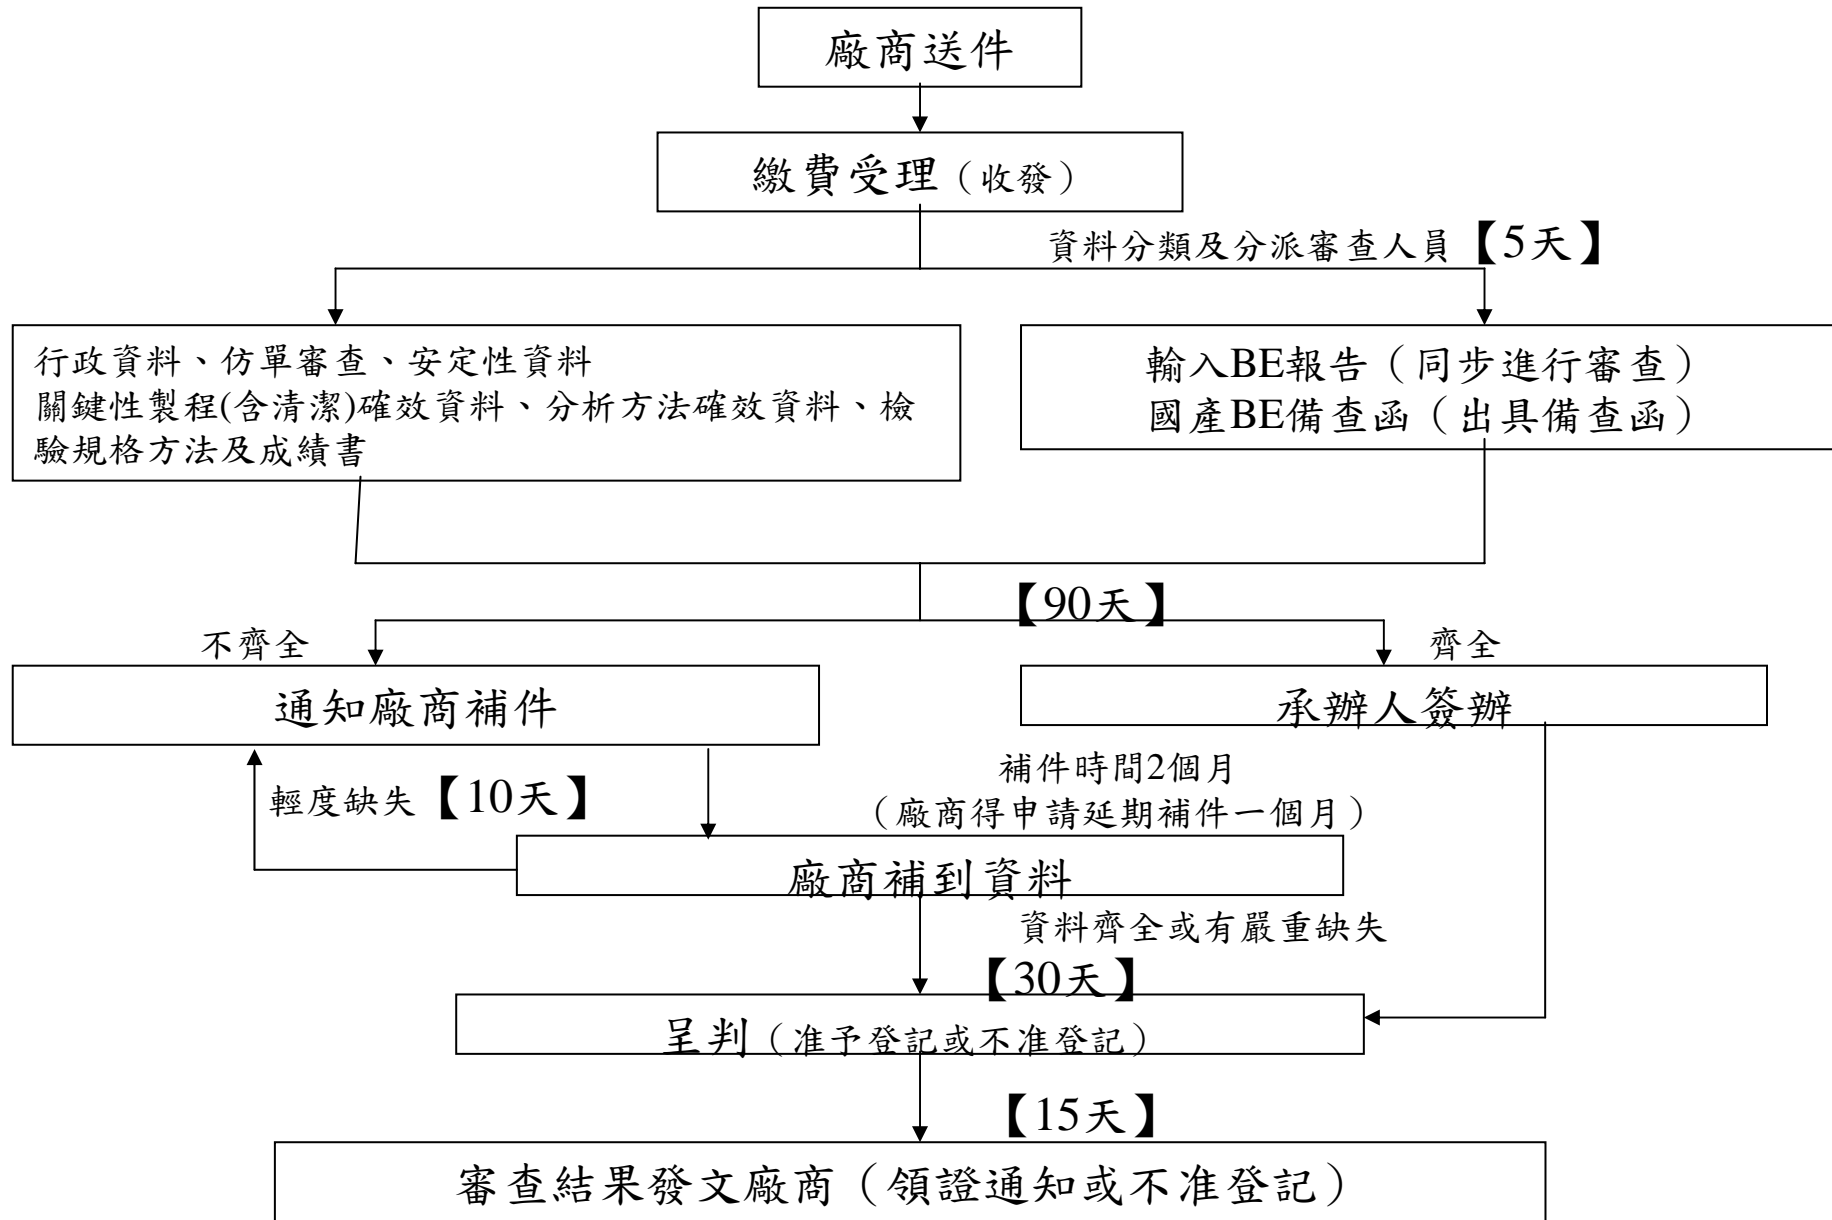 廠商送件
繳費受理（收發）
資料分類及分派審查人員【5天】
行政資料、仿單審查、安定性資料
關鍵性製程(含清潔)確效資料、分析方法確效資料、檢
驗規格方法及成績書
輸入BE報告（同步進行審查）
國產BE備查函（出具備查函）
【90天】
不齊全
齊全
通知廠商補件
承辦人簽辦
補件時間2個月
（廠商得申請延期補件一個月）
輕度缺失【10天】
廠商補到資料
資料齊全或有嚴重缺失
【30天】
呈判（准予登記或不准登記）
【15天】
審查結果發文廠商（領證通知或不准登記）